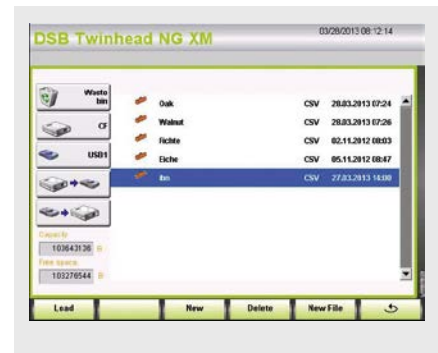 DSB Twinhead NG XM
03/28/2013 08:12:14
Waste bin
CF
USB1
Oak CSV 28.03.2013 07:24
Walnut CSV 28.03.2013 07:26
Fichte CSV 02.11.2012 08:03
Eiche CSV 05.11.2012 08:47
ibn CSV 27.03.2013 14:00
Capacity
103643136 B
Free space
103276544 B
Load
New
Delete
New File